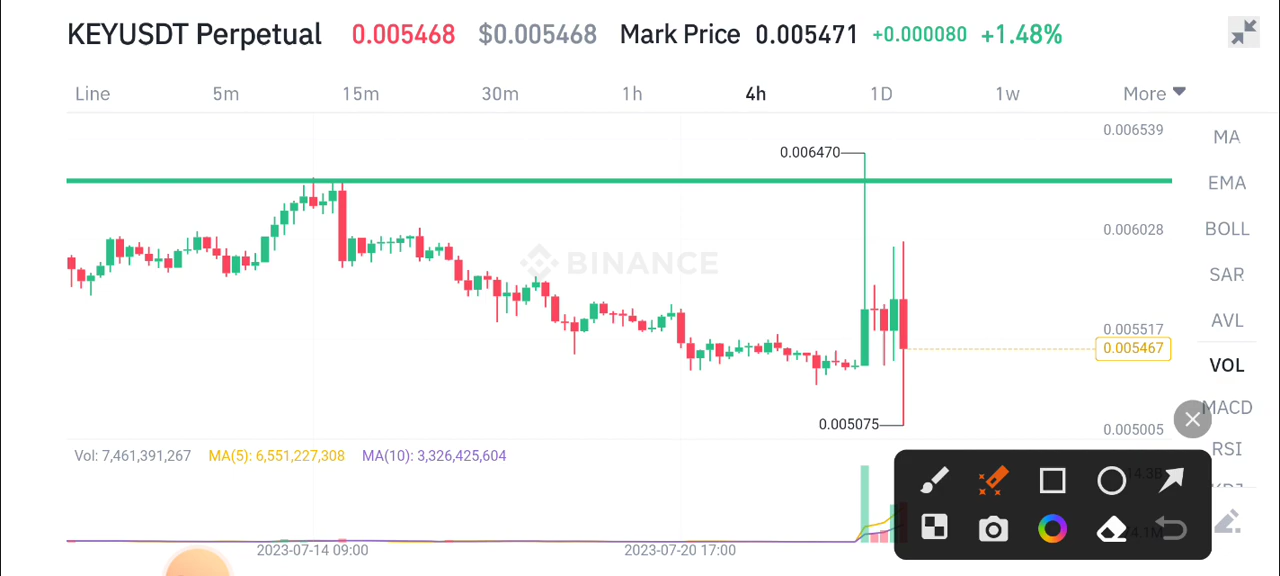 KEYUSDT Perpetual 0.005468 $0.005468 Mark Price 0.005471 +0.000080 +1.48%
Line 5m 15m 30m 1h 4h 1D 1w More
0.006539
MA
0.006470
EMA
0.006028
BOLL
BINANCE
SAR
0.005517
AVL
0.005467
VOL
MACD
0.005075
0.005005
RSI
Vol: 7,461,391,267 MA(5): 6,551,227,308 MA(10): 3,326,425,604
14.3B
2023-07-14 09:00 2023-07-20 17:00